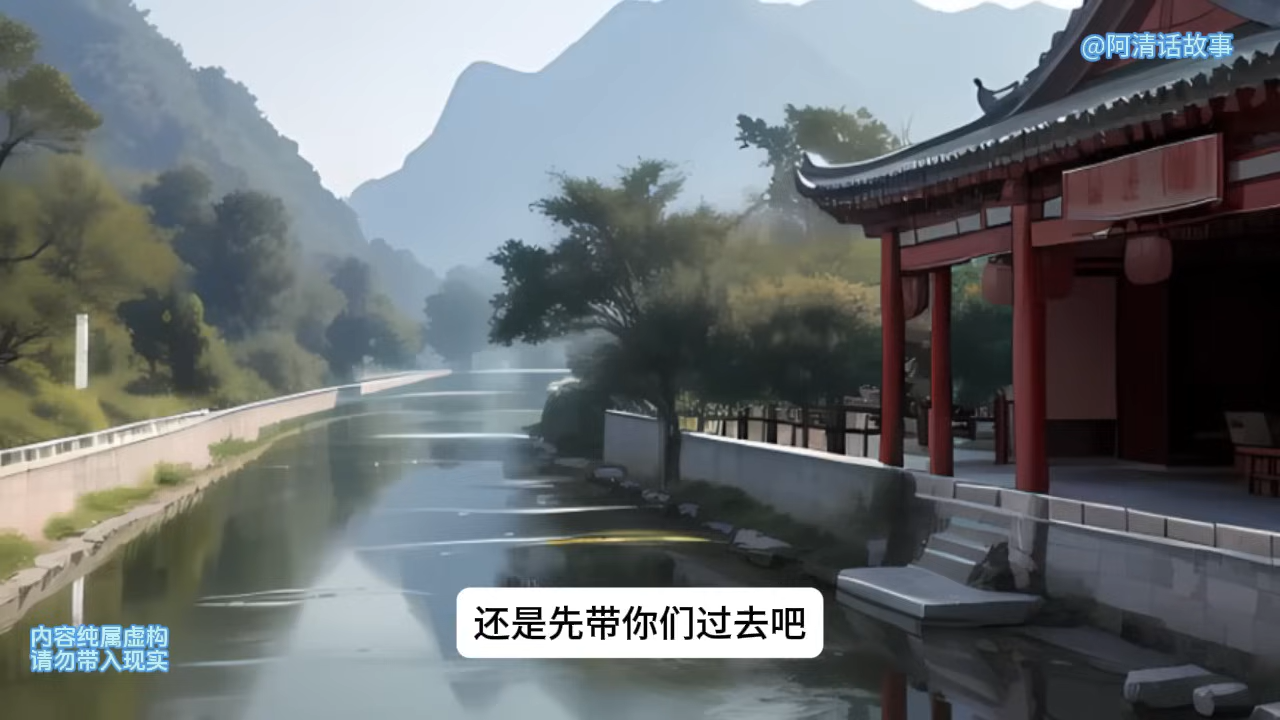 @阿清话故事
还是先带你们过去吧
内容纯属虚构
请勿带入现实